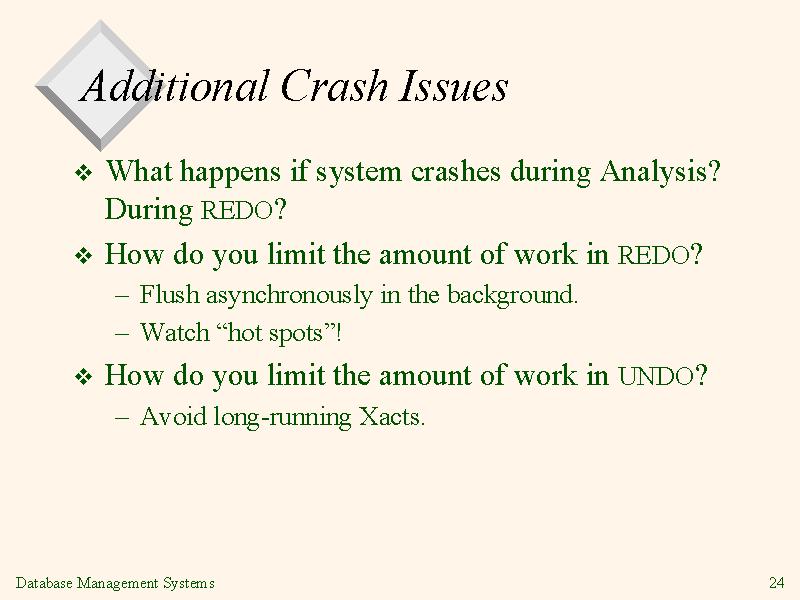 Additional Crash Issues
❖ What happens if system crashes during Analysis?
During REDO?
❖ How do you limit the amount of work in REDO?
– Flush asynchronously in the background.
– Watch “hot spots”!
❖ How do you limit the amount of work in UNDO?
– Avoid long-running Xacts.
Database Management Systems
24